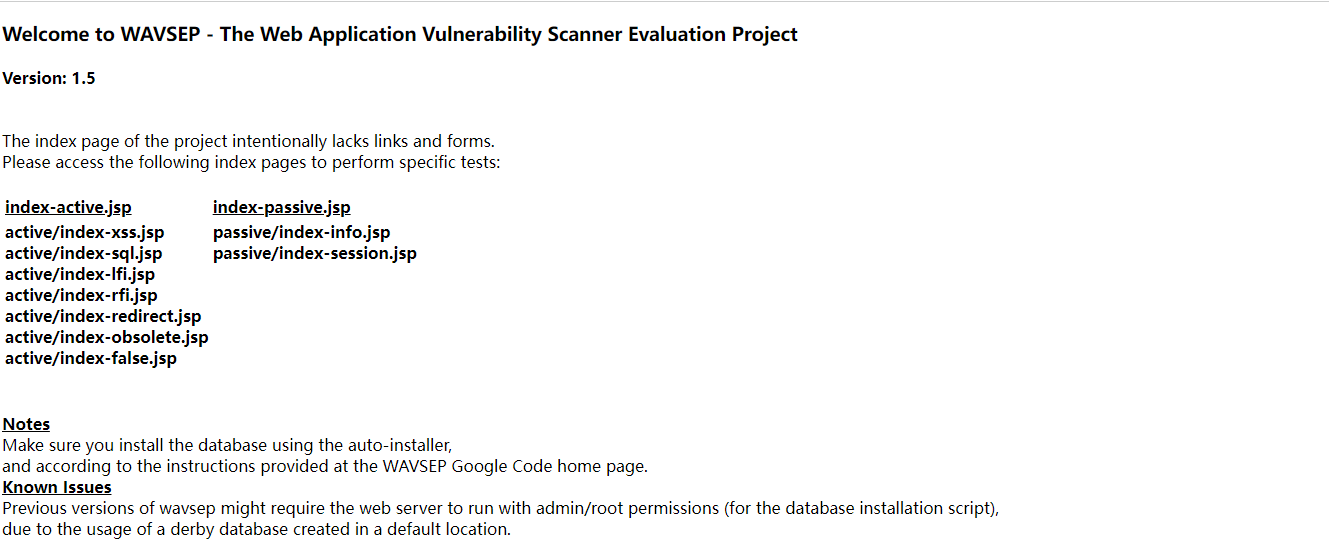 Welcome to WAVSEP - The Web Application Vulnerability Scanner Evaluation Project
Version: 1.5
The index page of the project intentionally lacks links and forms.
Please access the following index pages to perform specific tests:
index-active.jsp index-passive.jsp
active/index-xss.jsp passive/index-info.jsp
active/index-sql.jsp passive/index-session.jsp
active/index-lfi.jsp
active/index-rfi.jsp
active/index-redirect.jsp
active/index-obsolete.jsp
active/index-false.jsp
Notes
Make sure you install the database using the auto-installer,
and according to the instructions provided at the WAVSEP Google Code home page.
Known Issues
Previous versions of wavsep might require the web server to run with admin/root permissions (for the database installation script),
due to the usage of a derby database created in a default location.